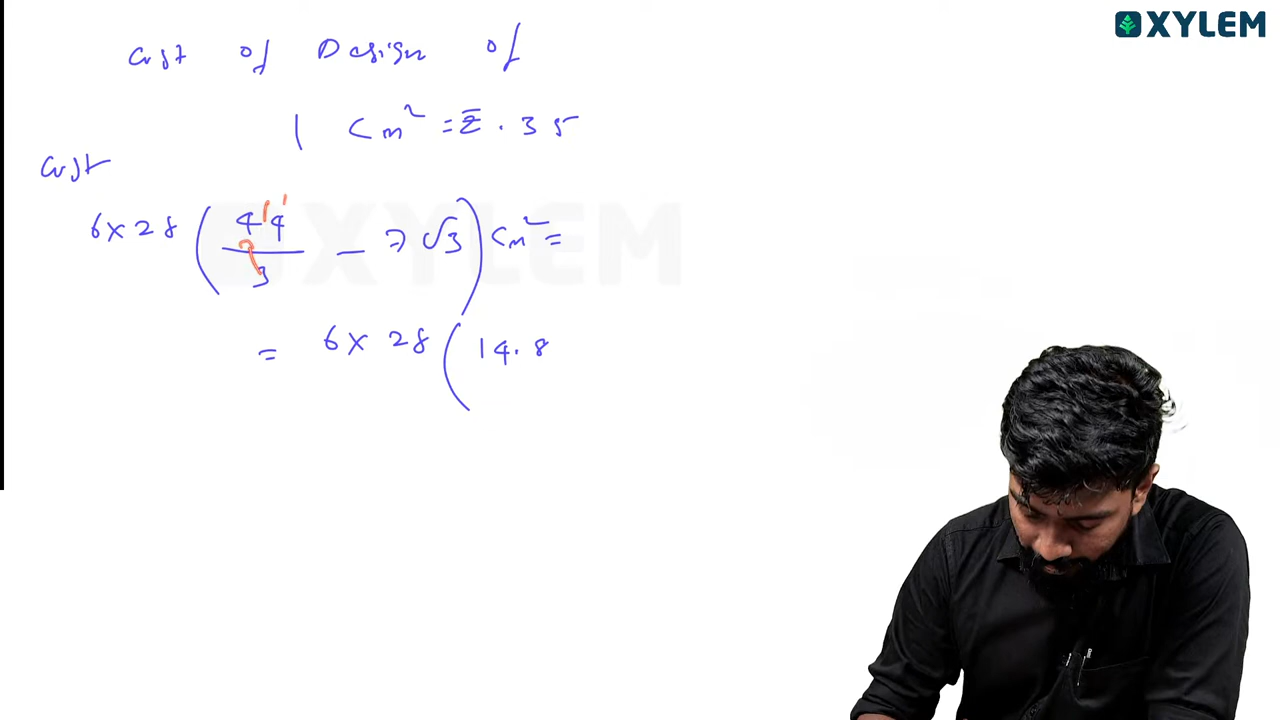 XYLEM
Cost of Design of
1 Cm² = ₹ . 35
Cost
6 x 28 ( 44/3 - 7 √3 ) Cm² =
= 6 x 28 ( 14.8